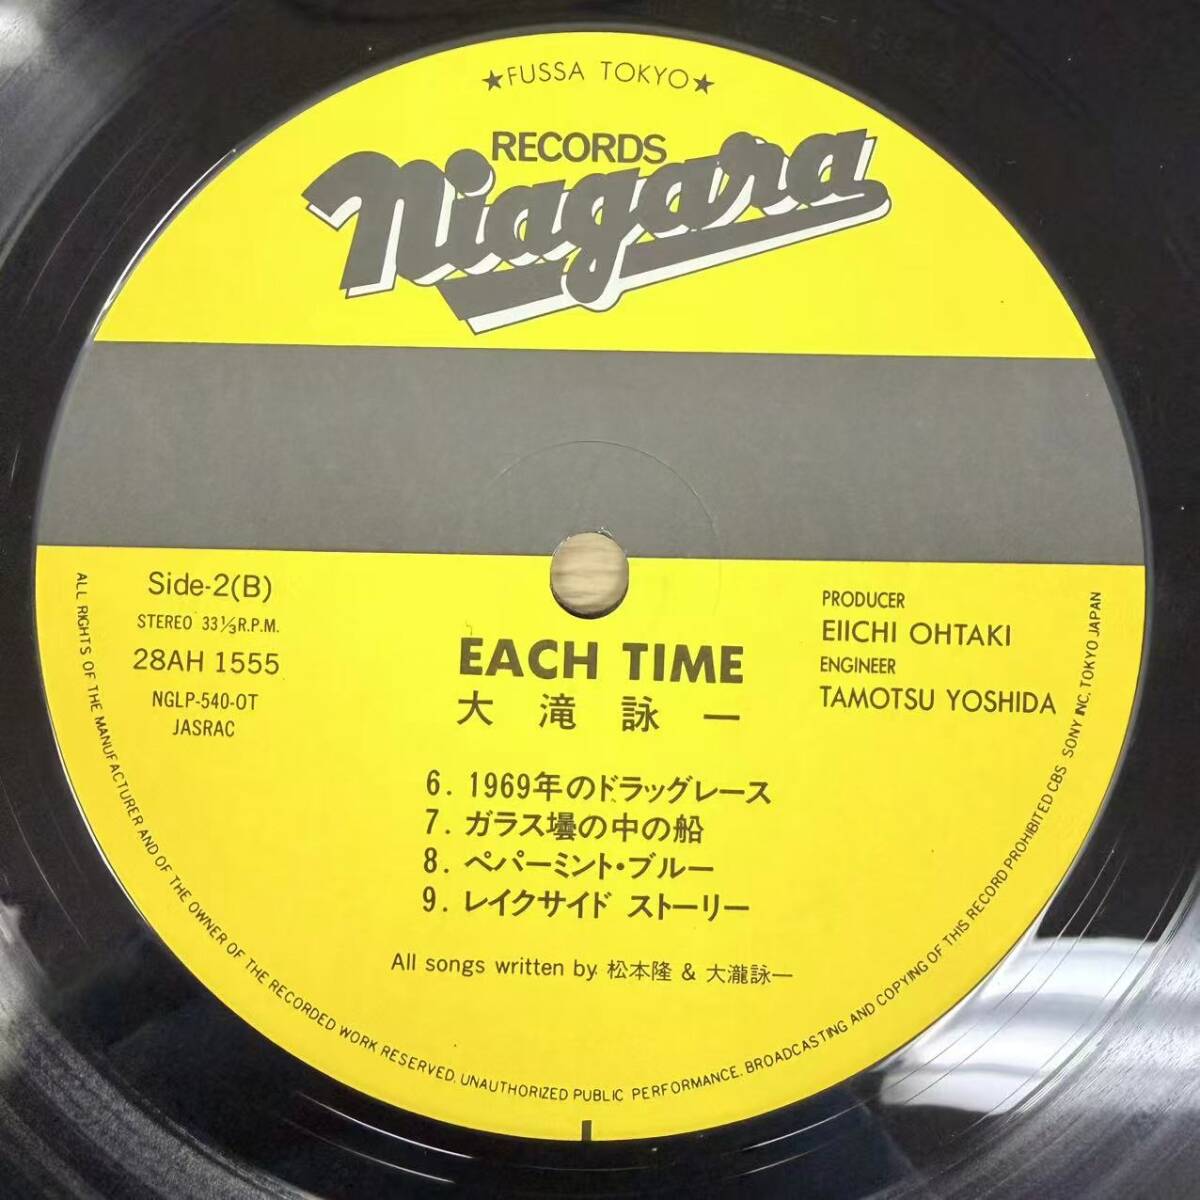 ★FUSSA TOKYO★
RECORDS
Niagara
Side-2(B)
STEREO 33⅓R.P.M.
28AH 1555
NGLP-540-OT
JASRAC
EACH TIME
大滝詠一
PRODUCER
EIICHI OHTAKI
ENGINEER
TAMOTSU YOSHIDA
6. 1969年のドラッグレース
7. ガラス壜の中の船
8. ペパーミント・ブルー
9. レイクサイド ストーリー
All songs written by 松本隆 & 大瀧詠一
ALL RIGHTS OF THE MANUFACTURER AND OF THE OWNER OF THE RECORDED WORK RESERVED. UNAUTHORIZED PUBLIC PERFORMANCE. BROADCASTING AND COPYING OF THIS RECORD PROHIBITED CBS SONY INC. TOKYO JAPAN